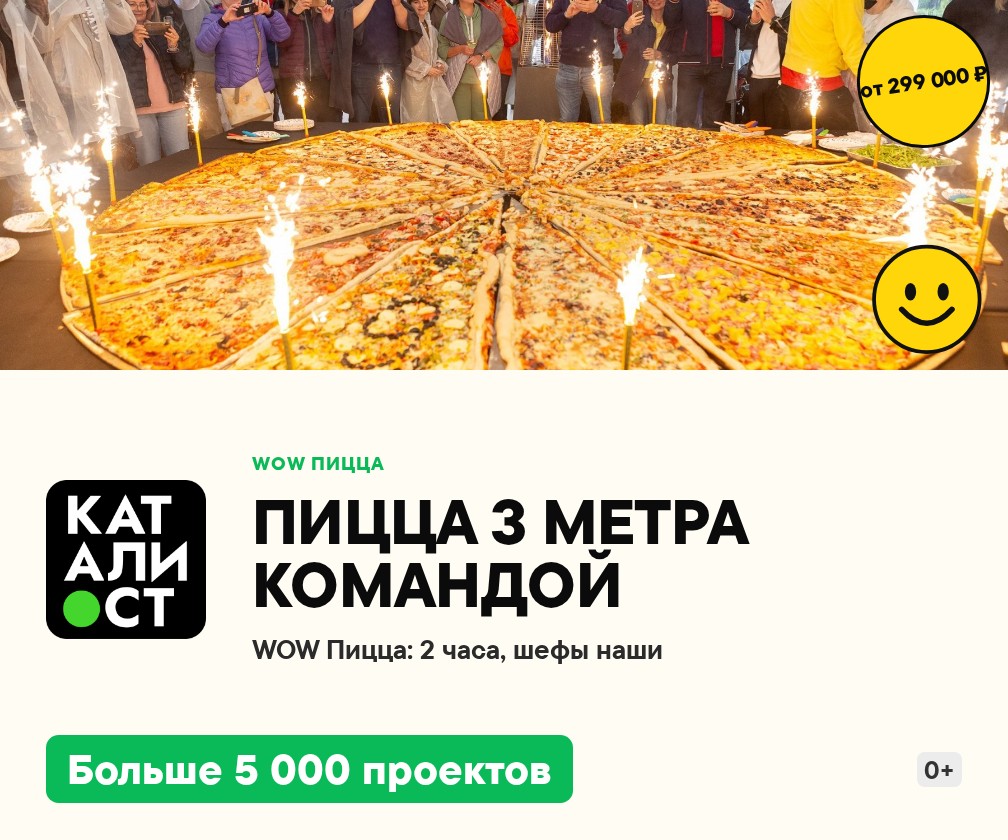 от 299 000 ₽
WOW ПИЦЦА
КАТ
АЛИ
СТ
ПИЦЦА 3 МЕТРА
КОМАНДОЙ
WOW Пицца: 2 часа, шефы наши
Больше 5 000 проектов
0+